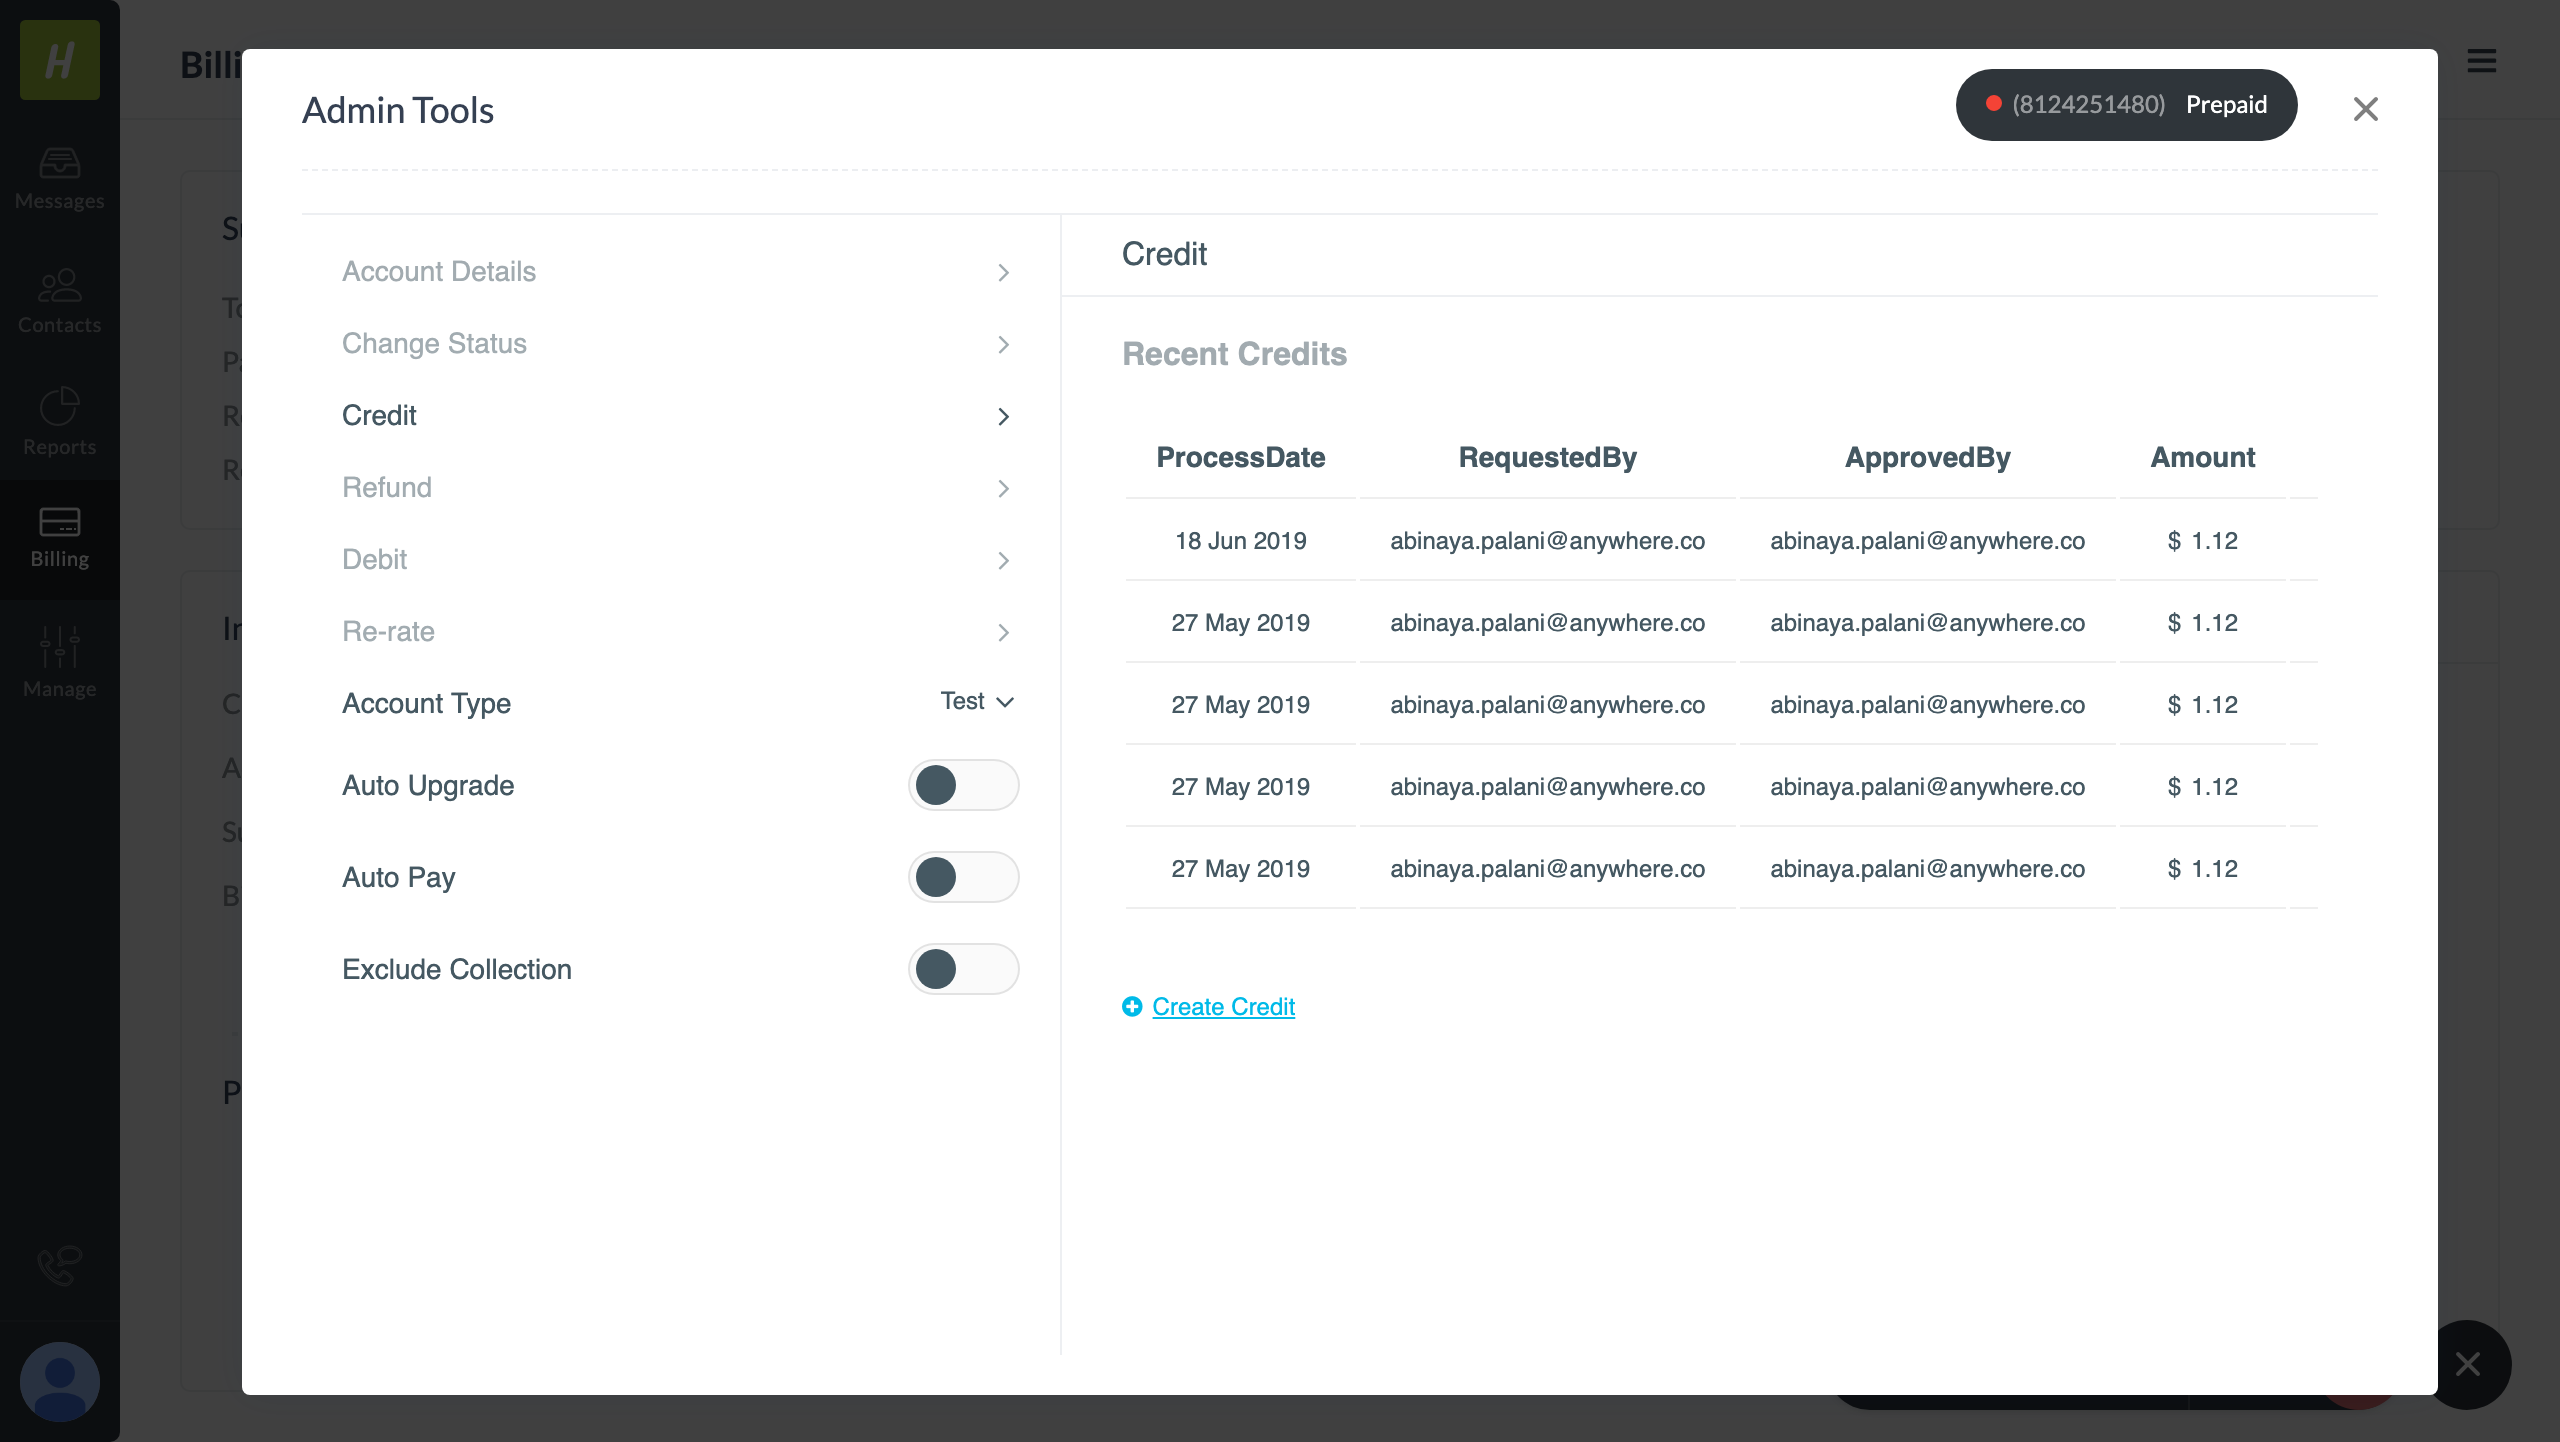 H
Messages
Contacts
Reports
Billing
Manage
Admin Tools
(8124251480) Prepaid
Account Details
Change Status
Credit
Refund
Debit
Re-rate
Account Type
Test
Auto Upgrade
Auto Pay
Exclude Collection
Credit
Recent Credits
ProcessDate RequestedBy ApprovedBy Amount
18 Jun 2019 abinaya.palani@anywhere.co abinaya.palani@anywhere.co $ 1.12
27 May 2019 abinaya.palani@anywhere.co abinaya.palani@anywhere.co $ 1.12
27 May 2019 abinaya.palani@anywhere.co abinaya.palani@anywhere.co $ 1.12
27 May 2019 abinaya.palani@anywhere.co abinaya.palani@anywhere.co $ 1.12
27 May 2019 abinaya.palani@anywhere.co abinaya.palani@anywhere.co $ 1.12
Create Credit